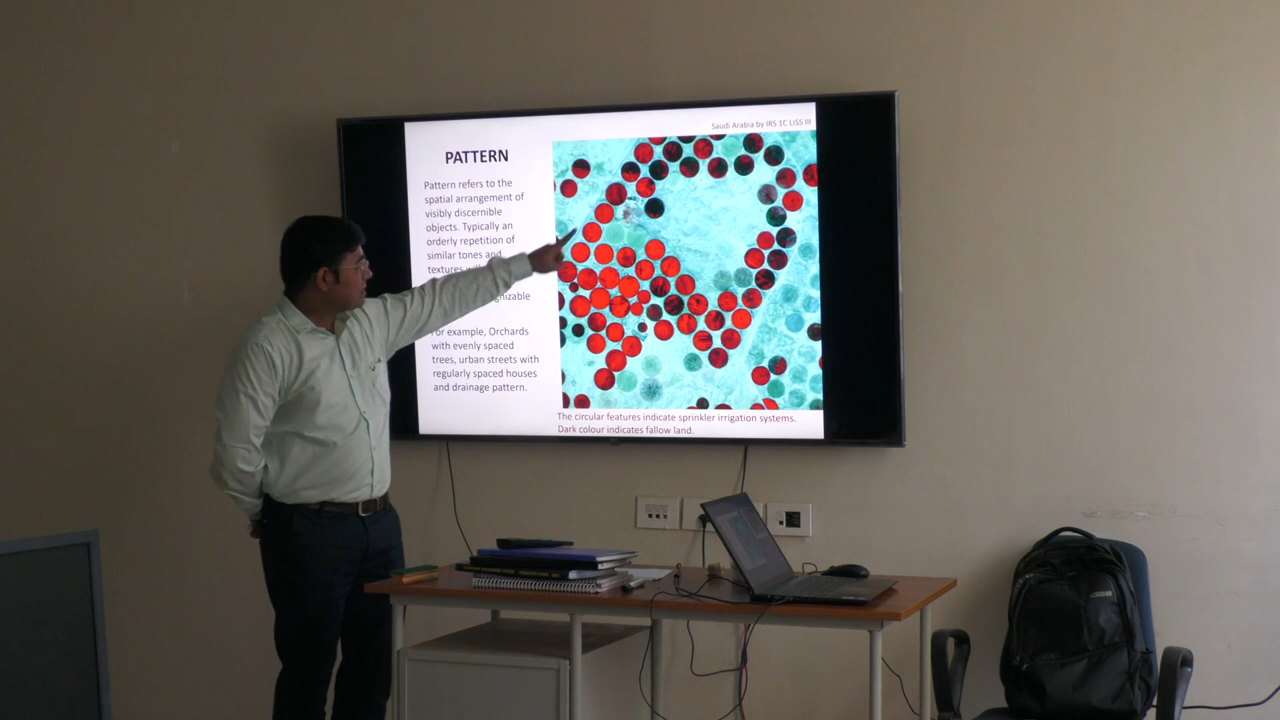 Saudi Arabia by IRS 1C LISS III
PATTERN
Pattern refers to the
spatial arrangement of
visibly discernible
objects. Typically an
orderly repetition of
similar tones and
textures
For example, Orchards
with evenly spaced
trees, urban streets with
regularly spaced houses
and drainage pattern.
The circular features indicate sprinkler irrigation systems.
Dark colour indicates fallow land.